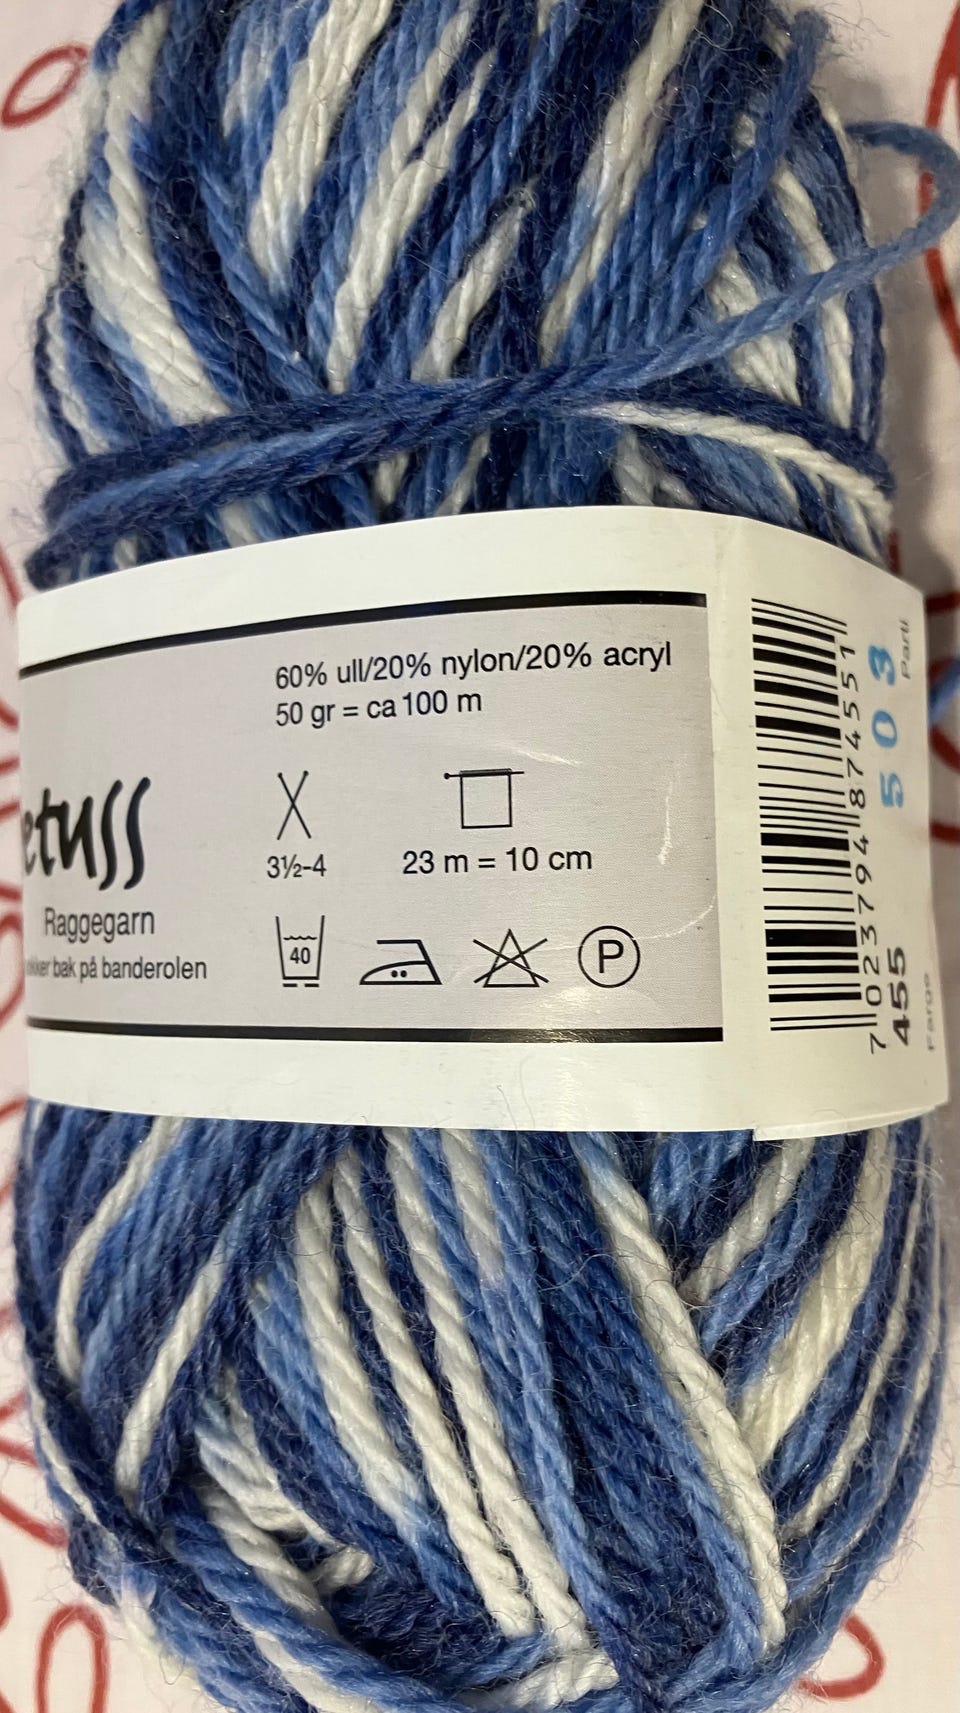 60% ull/20% nylon/20% acryl
50 gr = ca 100 m
3½-4
23 m = 10 cm
etuss
Raggegarn
bak på banderolen
40
P
7 023794 874551
455
Farge
503
Parti